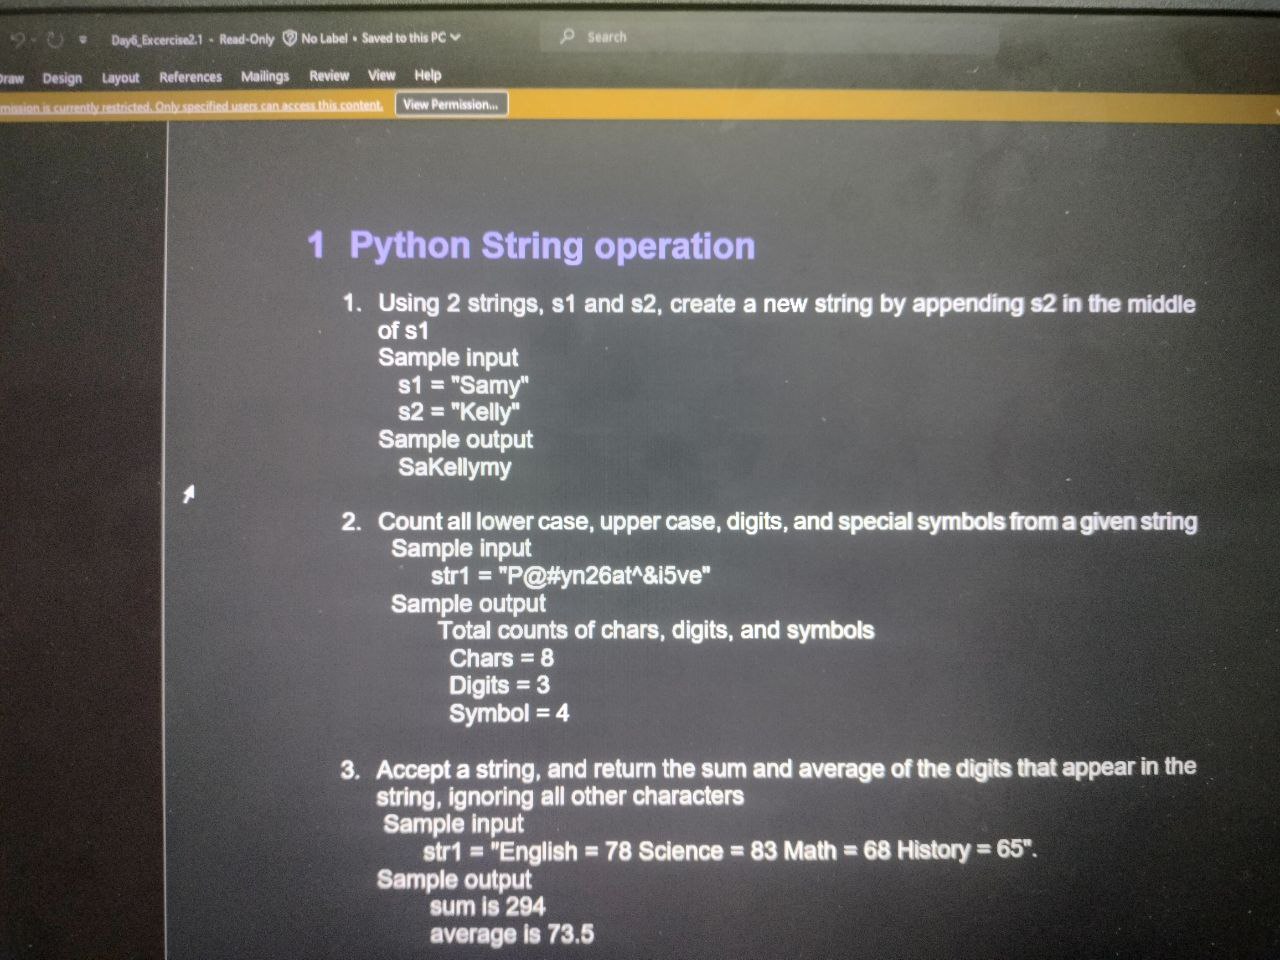 Day6_Excercise2.1 - Read-Only No Label • Saved to this PC
Search
Draw Design Layout References Mailings Review View Help
is currently restricted. Only specified users can access this content. View Permission...
1 Python String operation
1. Using 2 strings, s1 and s2, create a new string by appending s2 in the middle
of s1
Sample input
s1 = "Samy"
s2 = "Kelly"
Sample output
SaKellymy
2. Count all lower case, upper case, digits, and special symbols from a given string
Sample input
str1 = "P@#yn26at^&i5ve"
Sample output
Total counts of chars, digits, and symbols
Chars = 8
Digits = 3
Symbol = 4
3. Accept a string, and return the sum and average of the digits that appear in the
string, ignoring all other characters
Sample input
str1 = "English = 78 Science = 83 Math = 68 History = 65".
Sample output
sum is 294
average is 73.5